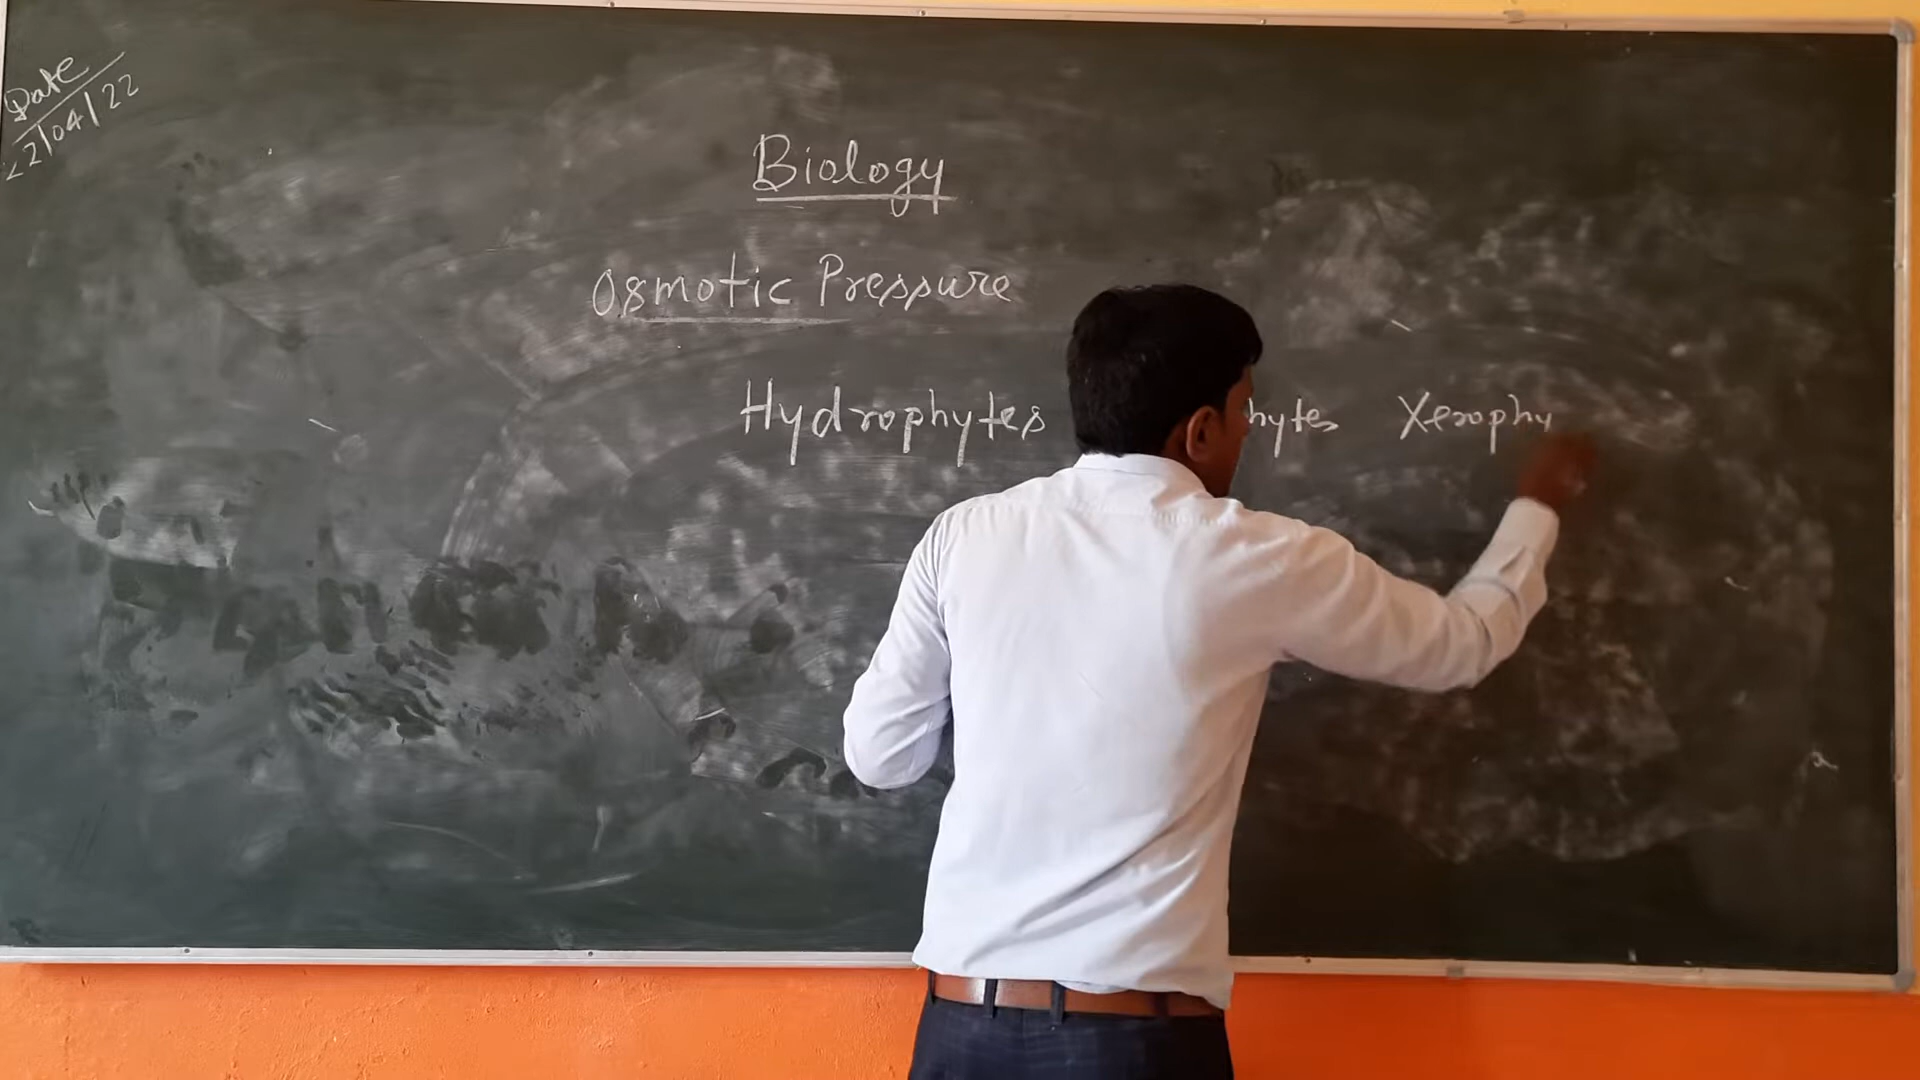 Date
22/04/22
Biology
Osmotic Pressure
Hydrophytes hytes Xerophy